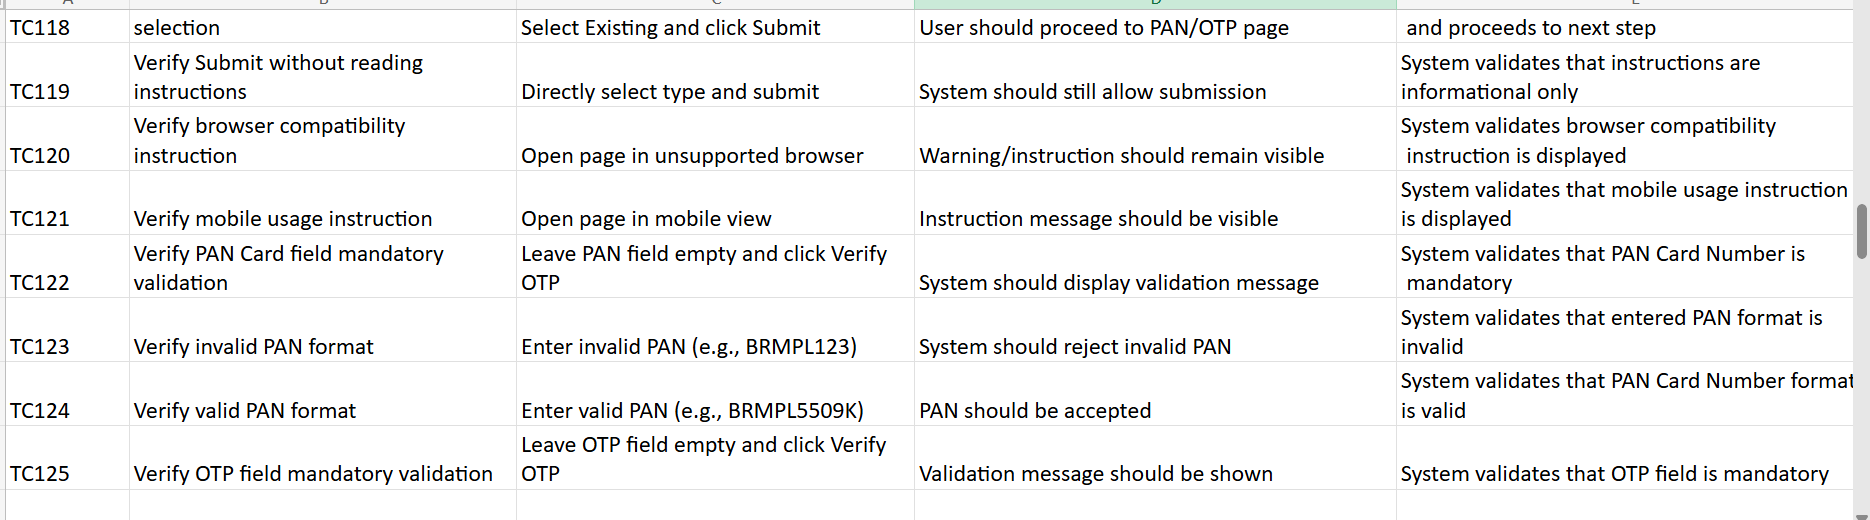 TC118 selection Select Existing and click Submit User should proceed to PAN/OTP page and proceeds to next step
Verify Submit without reading System validates that instructions are
TC119 instructions Directly select type and submit System should still allow submission informational only
Verify browser compatibility System validates browser compatibility
TC120 instruction Open page in unsupported browser Warning/instruction should remain visible instruction is displayed
System validates that mobile usage instruction
TC121 Verify mobile usage instruction Open page in mobile view Instruction message should be visible is displayed
Verify PAN Card field mandatory Leave PAN field empty and click Verify System validates that PAN Card Number is
TC122 validation OTP System should display validation message mandatory
System validates that entered PAN format is
TC123 Verify invalid PAN format Enter invalid PAN (e.g., BRMPL123) System should reject invalid PAN invalid
System validates that PAN Card Number format
TC124 Verify valid PAN format Enter valid PAN (e.g., BRMPL5509K) PAN should be accepted is valid
Leave OTP field empty and click Verify
TC125 Verify OTP field mandatory validation OTP Validation message should be shown System validates that OTP field is mandatory